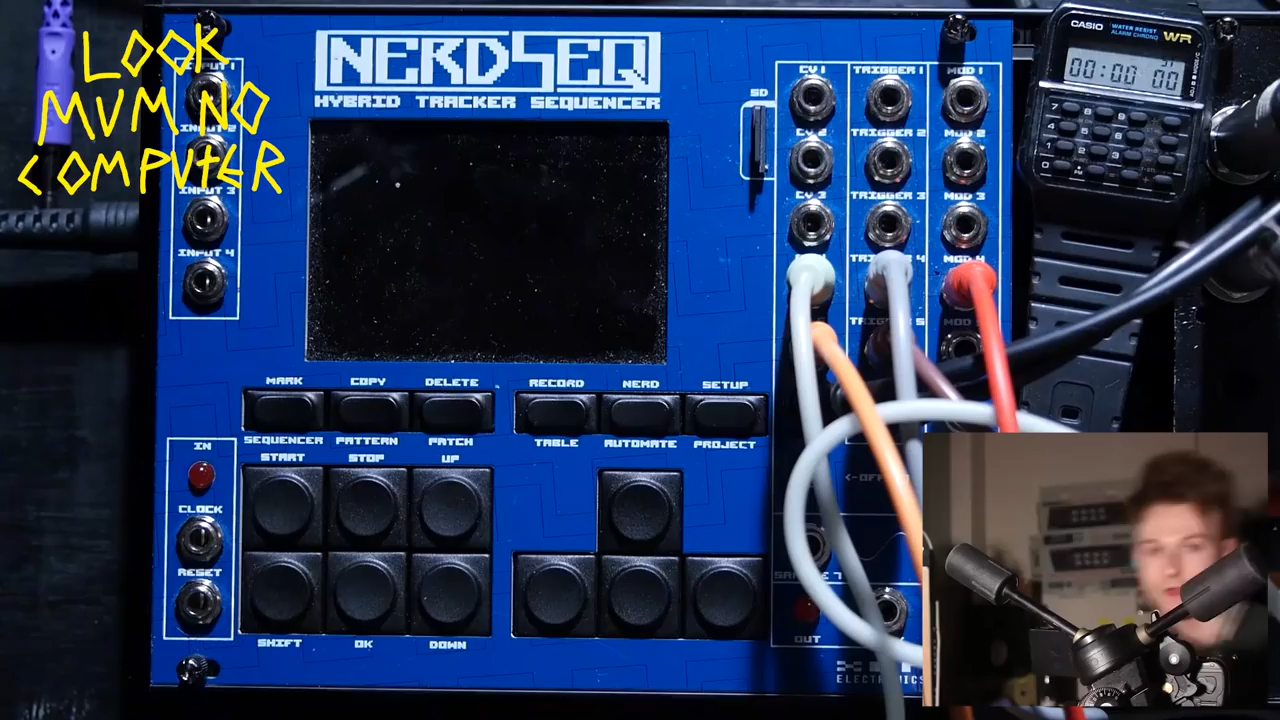 LOOK
MUM NO
COMPUTER
NERDSEQ
HYBRID TRACKER SEQUENCER
INPUT 2
INPUT 3
INPUT 4
SD
CV 1 TRIGGER 1 MOD 1
CV 2 TRIGGER 2 MOD 2
CV 3 TRIGGER 3 MOD 3
MOD 4
CASIO
WATER RESIST
ALARM CHRONO
WR
00:00 00
MARK COPY DELETE RECORD NERD SETUP
SEQUENCER PATTERN PATCH TABLE AUTOMATE PROJECT
START STOP UP
SHIFT OK DOWN
IN
CLOCK
RESET
OUT